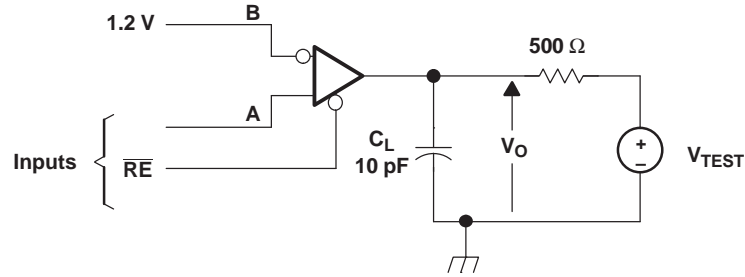 B
1.2 V
500 Ω
A
Inputs
RE
C_L
10 pF
V_O
+
–
V_TEST